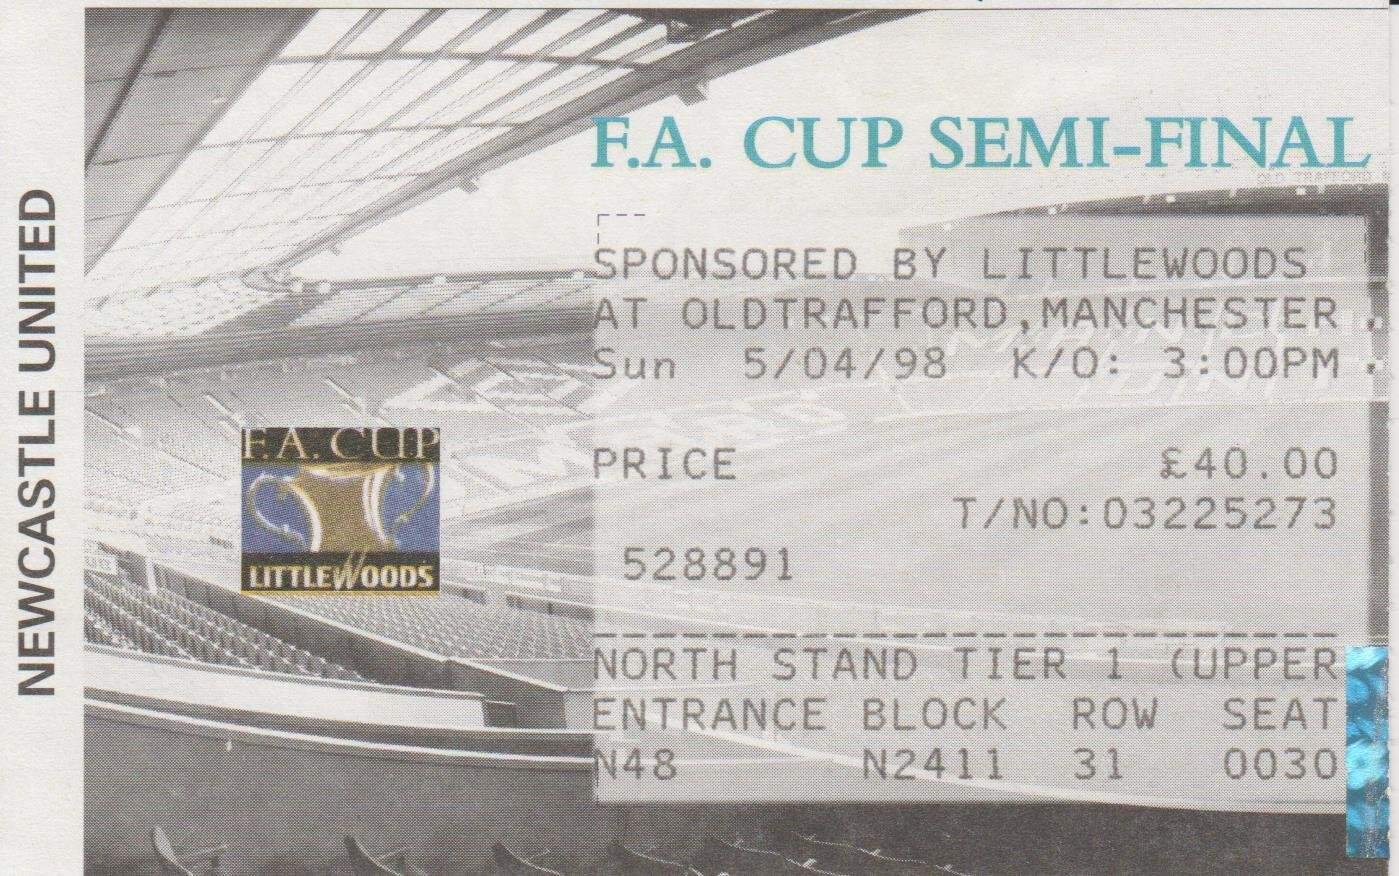 NEWCASTLE UNITED
F.A. CUP SEMI-FINAL
OLD TRAFFORD
SPONSORED BY LITTLEWOODS
AT OLDTRAFFORD,MANCHESTER
Sun 5/04/98 K/O: 3:00PM
F.A. CUP
LITTLEWOODS
PRICE £40.00
T/NO:03225273
528891
NORTH STAND TIER 1 (UPPER
ENTRANCE BLOCK ROW SEAT
N48 N2411 31 0030